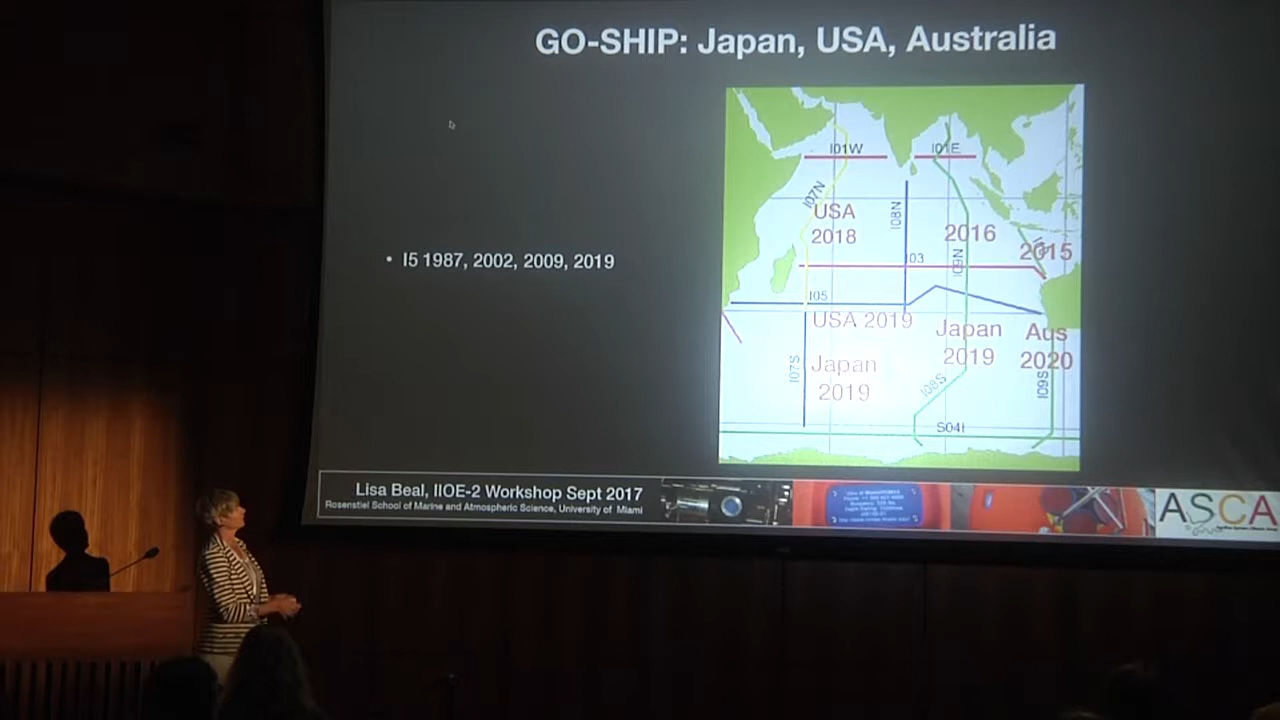 GO-SHIP: Japan, USA, Australia
• I5 1987, 2002, 2009, 2019
I01W
I01E
I07N
I08N
USA
2018
2016
2015
I03
I09N
I05
USA 2019
Japan
2019
Aus
2020
I07S
Japan
2019
I08S
I09S
S04I
Lisa Beal, IIOE-2 Workshop Sept 2017
Rosenstiel School of Marine and Atmospheric Science, University of Miami
ASCA